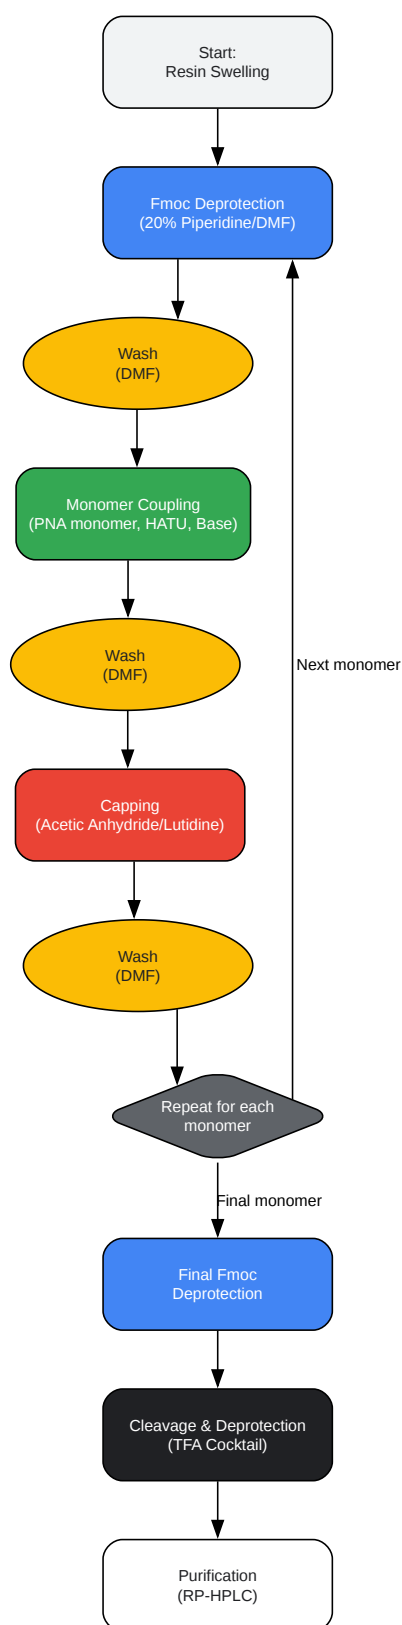 Start:
Resin Swelling
Fmoc Deprotection
(20% Piperidine/DMF)
Wash
(DMF)
Monomer Coupling
(PNA monomer, HATU, Base)
Wash
(DMF)
Next monomer
Capping
(Acetic Anhydride/Lutidine)
Wash
(DMF)
Repeat for each
monomer
Final monomer
Final Fmoc
Deprotection
Cleavage & Deprotection
(TFA Cocktail)
Purification
(RP-HPLC)